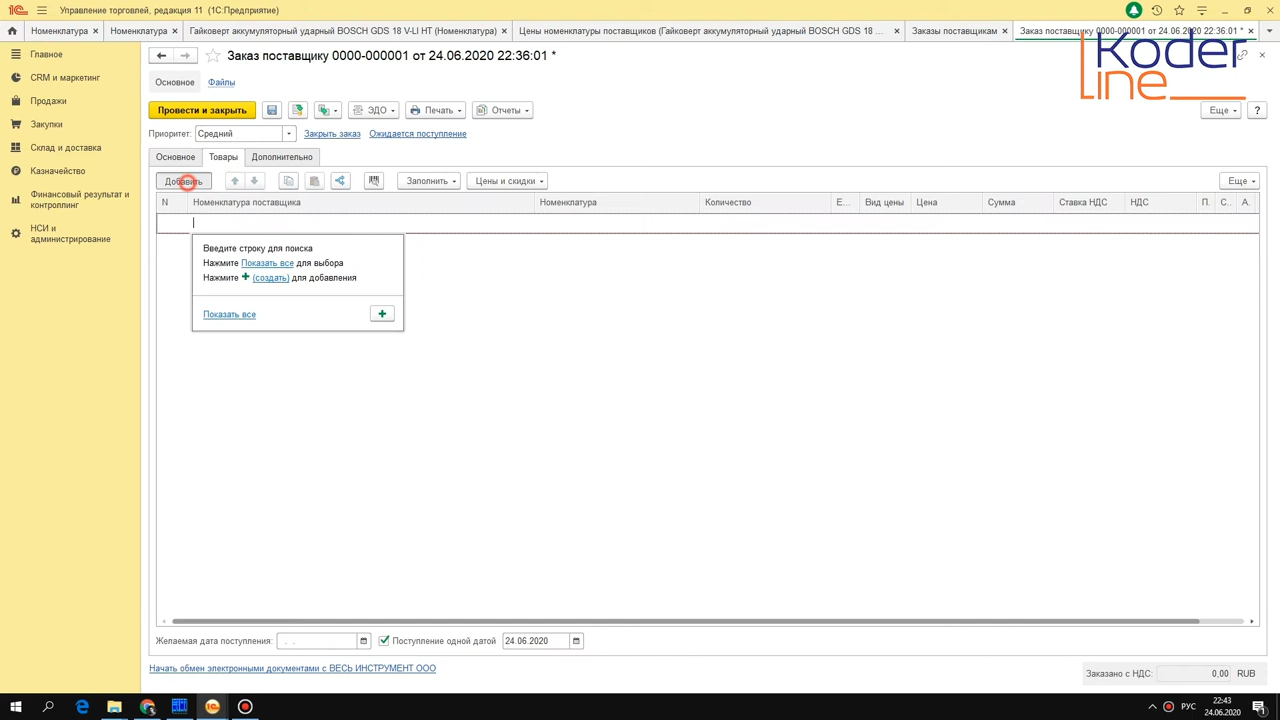 1С Управление торговлей, редакция 11 (1С:Предприятие)
Номенклатура × Номенклатура × Гайковерт аккумуляторный ударный BOSCH GDS 18 V-LI HT (Номенклатура) × Цены номенклатуры поставщиков (Гайковерт аккумуляторный ударный BOSCH GDS 18 V-LI HT ... × Заказы поставщикам × Заказ поставщику 0000-000001 от 24.06.2020 22:36:01 * ×
Koder
line
Главное
CRM и маркетинг
Продажи
Закупки
Склад и доставка
Казначейство
Финансовый результат и
контроллинг
НСИ и
администрирование
Заказ поставщику 0000-000001 от 24.06.2020 22:36:01 *
Основное Файлы
Провести и закрыть ЭДО Печать Отчеты Еще ?
Приоритет: Средний Закрыть заказ Ожидается поступление
Основное Товары Дополнительно
Добавить Заполнить Цены и скидки Еще
N Номенклатура поставщика Номенклатура Количество Е... Вид цены Цена Сумма Ставка НДС НДС П. С... А.
Введите строку для поиска
Нажмите Показать все для выбора
Нажмите + (создать) для добавления
Показать все +
Желаемая дата поступления: . . Поступление одной датой 24.06.2020
Начать обмен электронными документами с ВЕСЬ ИНСТРУМЕНТ ООО
Заказано с НДС: 0,00 RUB
РУС 22:43
24.06.2020 1